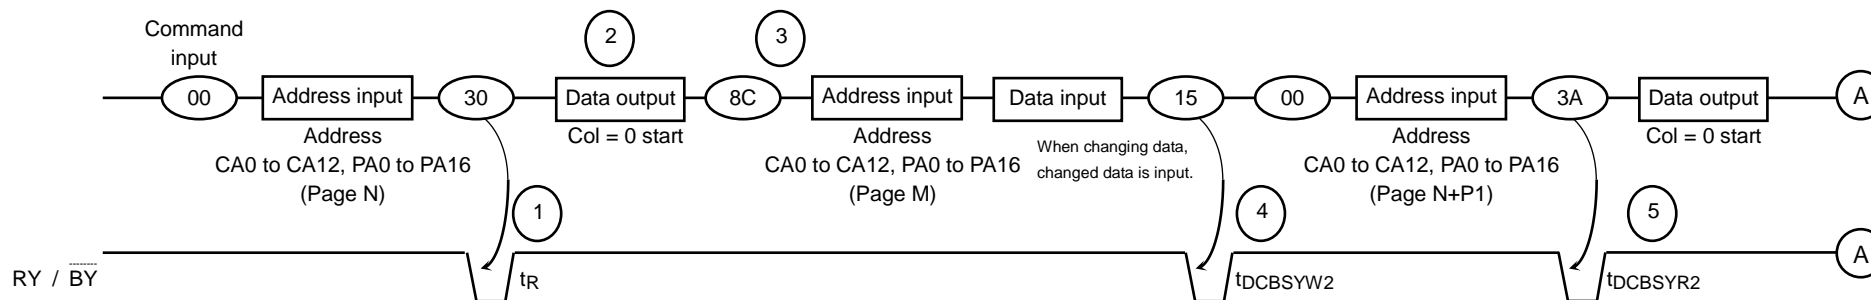 Command
input
2
3
00
Address input
30
Data output
8C
Address input
Data input
15
00
Address input
3A
Data output
A
Address
CA0 to CA12, PA0 to PA16
(Page N)
Col = 0 start
Address
CA0 to CA12, PA0 to PA16
(Page M)
When changing data,
changed data is input.
Address
CA0 to CA12, PA0 to PA16
(Page N+P1)
Col = 0 start
1
4
5
RY / BY
tR
tDCBSYW2
tDCBSYR2
A